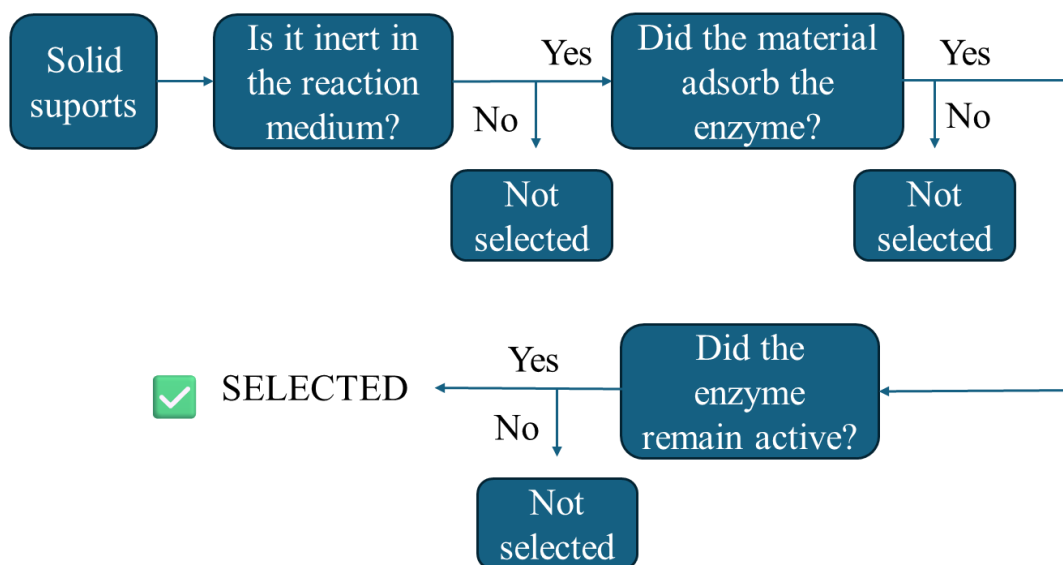 Solid
suports
Is it inert in
the reaction
medium?
Yes
No
Not
selected
Did the material
adsorb the
enzyme?
Yes
No
Not
selected
Did the
enzyme
remain active?
Yes
No
Not
selected
SELECTED